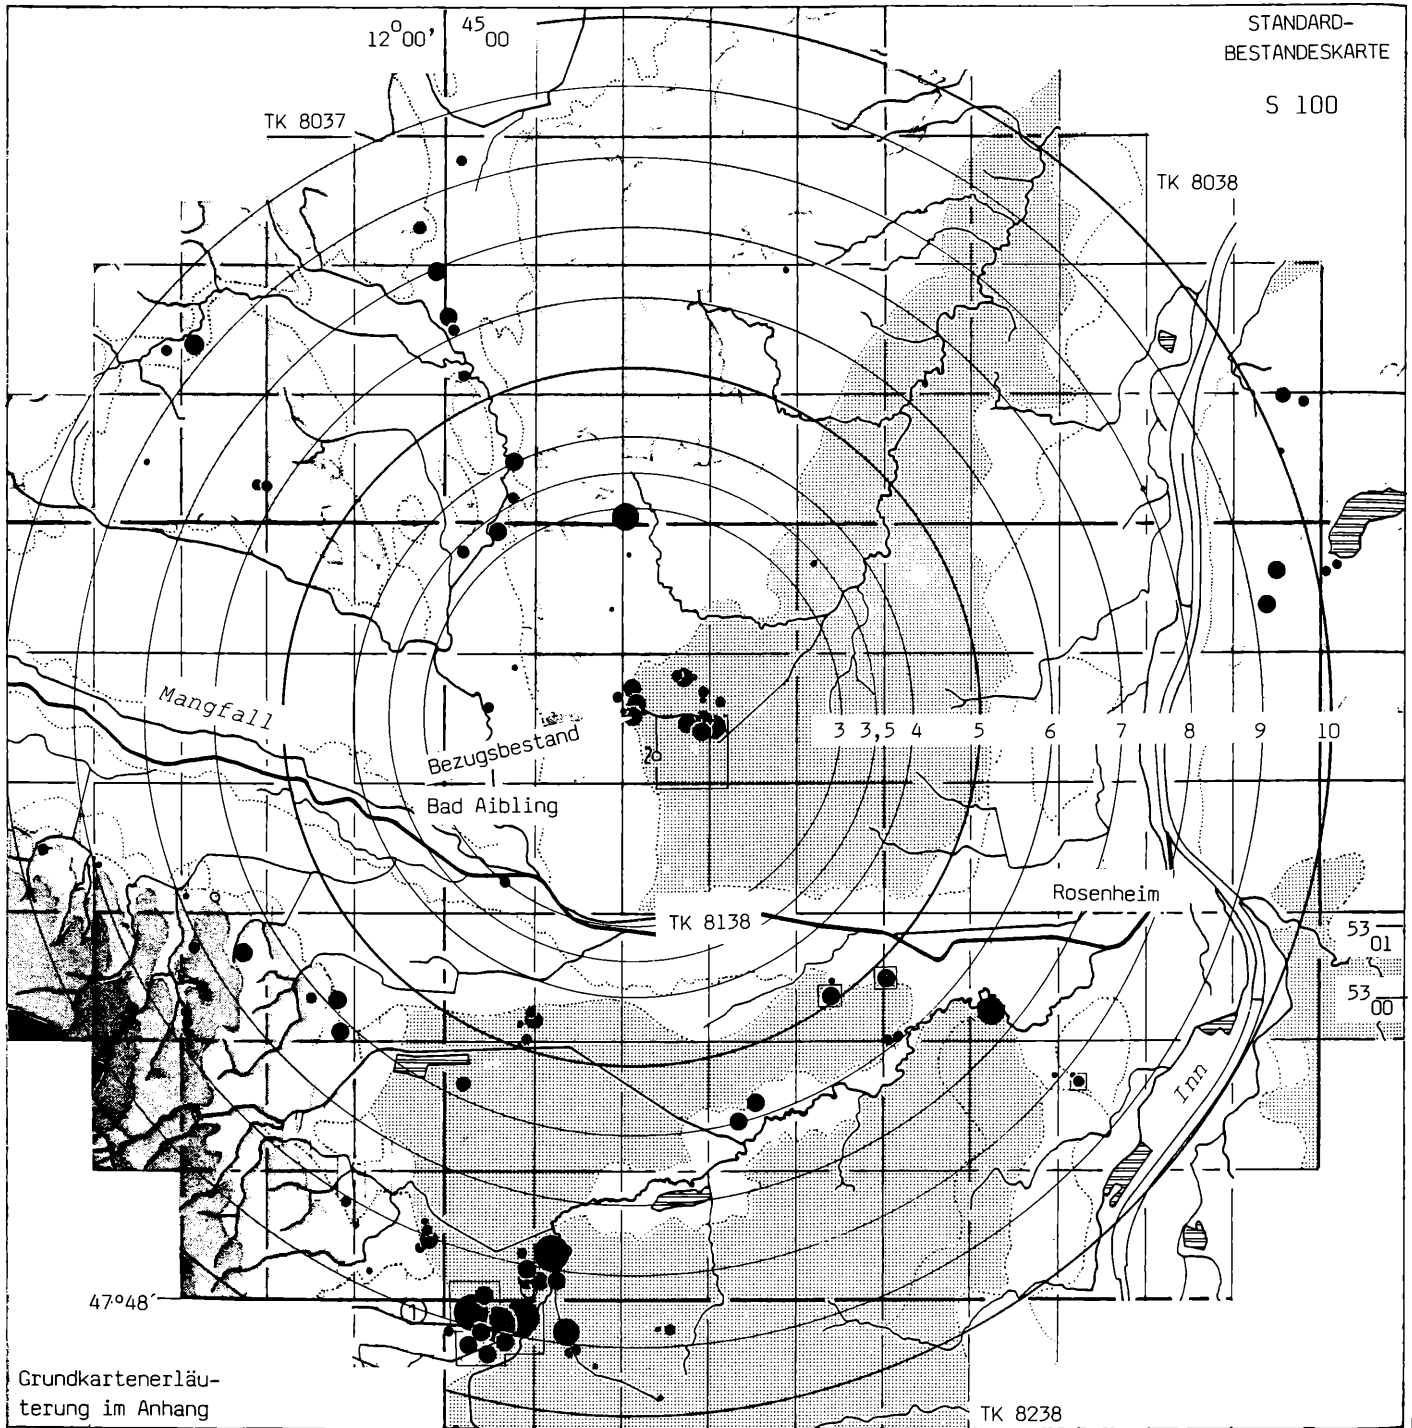 12°00' 45 00
STANDARD-
BESTANDESKARTE
S 100
TK 8037
TK 8038
Mangfall
3 3,5 4 5 6 7 8 9 10
Bezugsbestand
20
Bad Aibling
Rosenheim
TK 8138
53 01
53 00
Inn
47°48'
1
Grundkartenerläu-
terung im Anhang
TK 8238